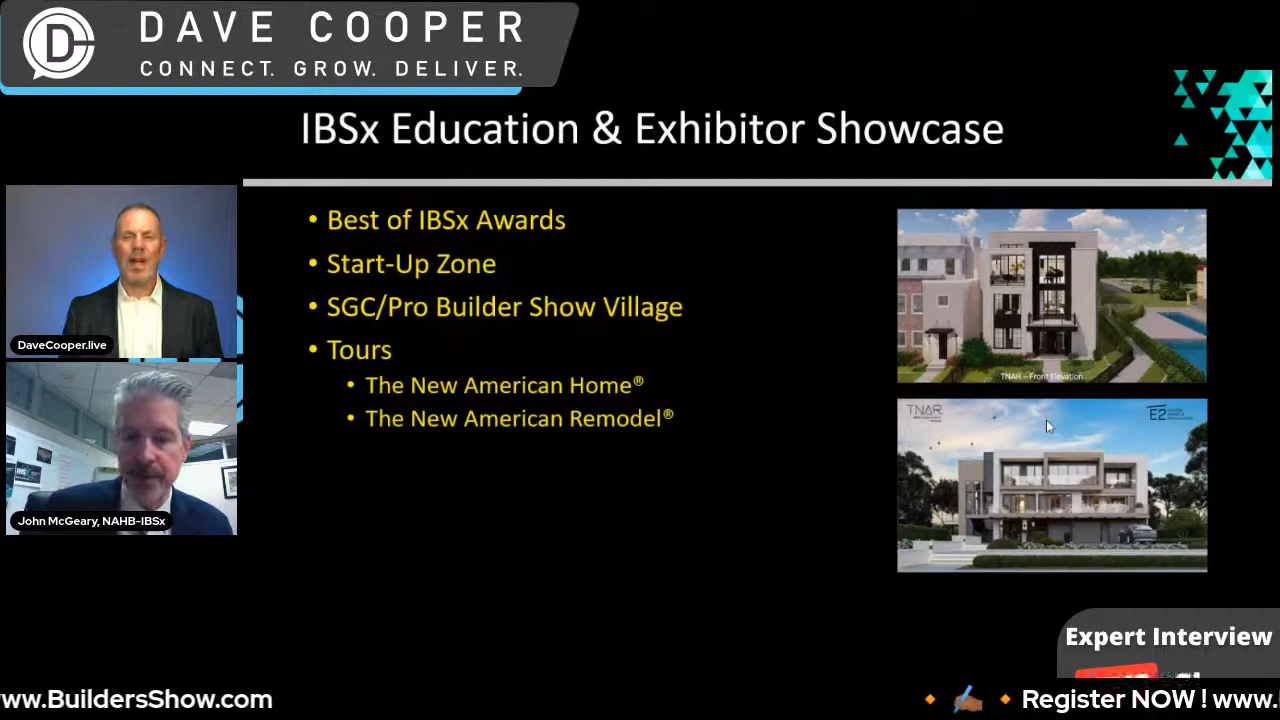 DAVE COOPER
CONNECT. GROW. DELIVER.
IBSx Education & Exhibitor Showcase
• Best of IBSx Awards
• Start-Up Zone
• SGC/Pro Builder Show Village
• Tours
• The New American Home®
• The New American Remodel®
DaveCooper.live
John McGeary, NAHB-IBSx
TNAH – Front Elevation
TNAR
E2
Expert Interview
ww.BuildersShow.com
Register NOW ! www.